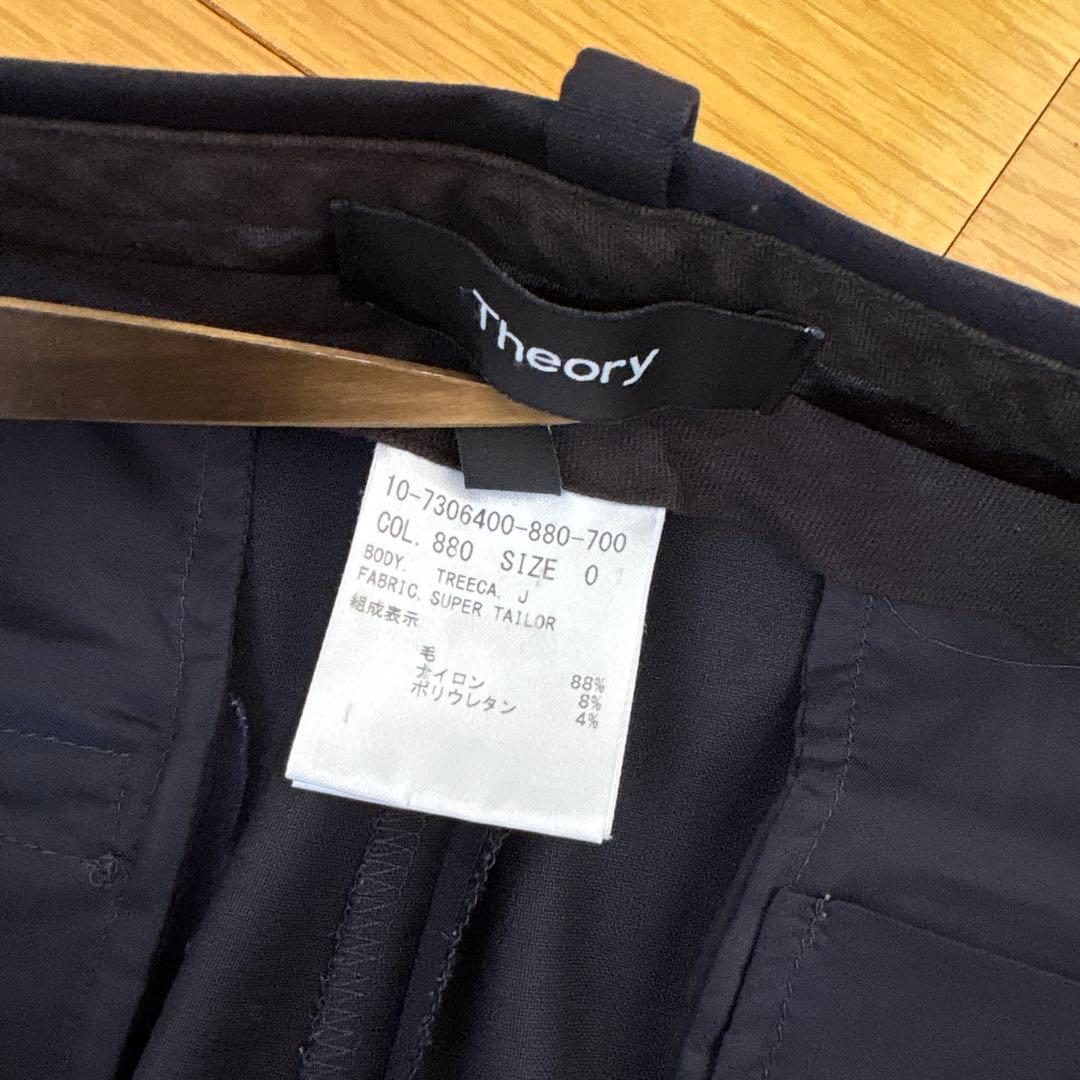 Theory
10-7306400-880-700
COL. 880 SIZE 0
BODY. TREECA. J
FABRIC. SUPER TAILOR
組成表示
毛 88%
ナイロン 8%
ポリウレタン 4%